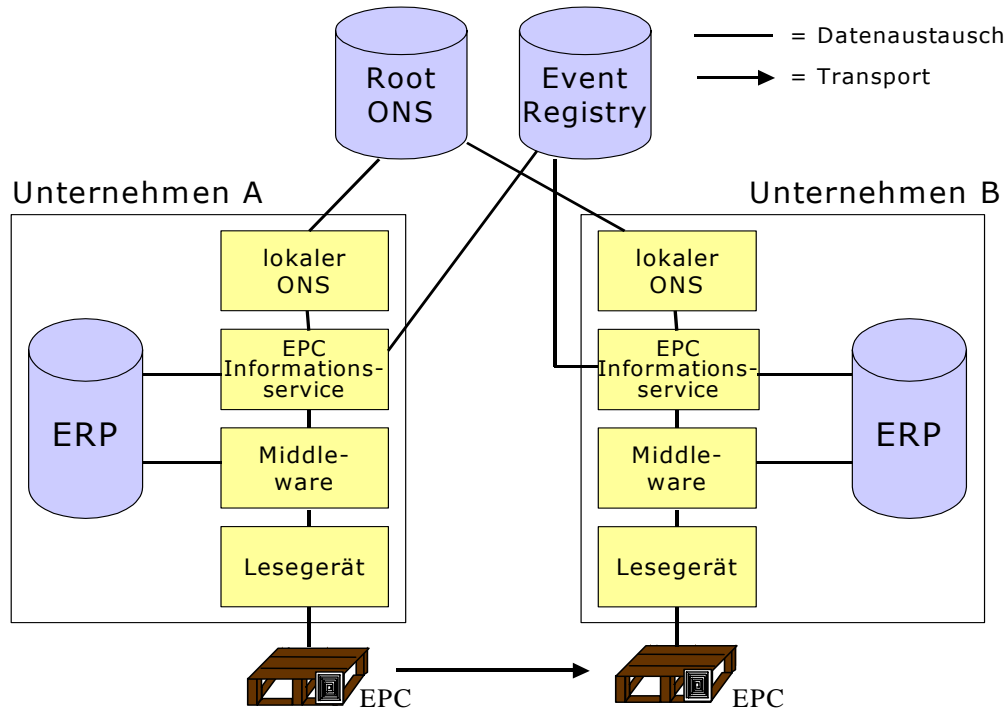 Root
ONS
Event
Registry
= Datenaustausch
= Transport
Unternehmen A
Unternehmen B
lokaler
ONS
EPC
Informations-
service
ERP
Middle-
ware
Lesegerät
EPC
lokaler
ONS
EPC
Informations-
service
ERP
Middle-
ware
Lesegerät
EPC